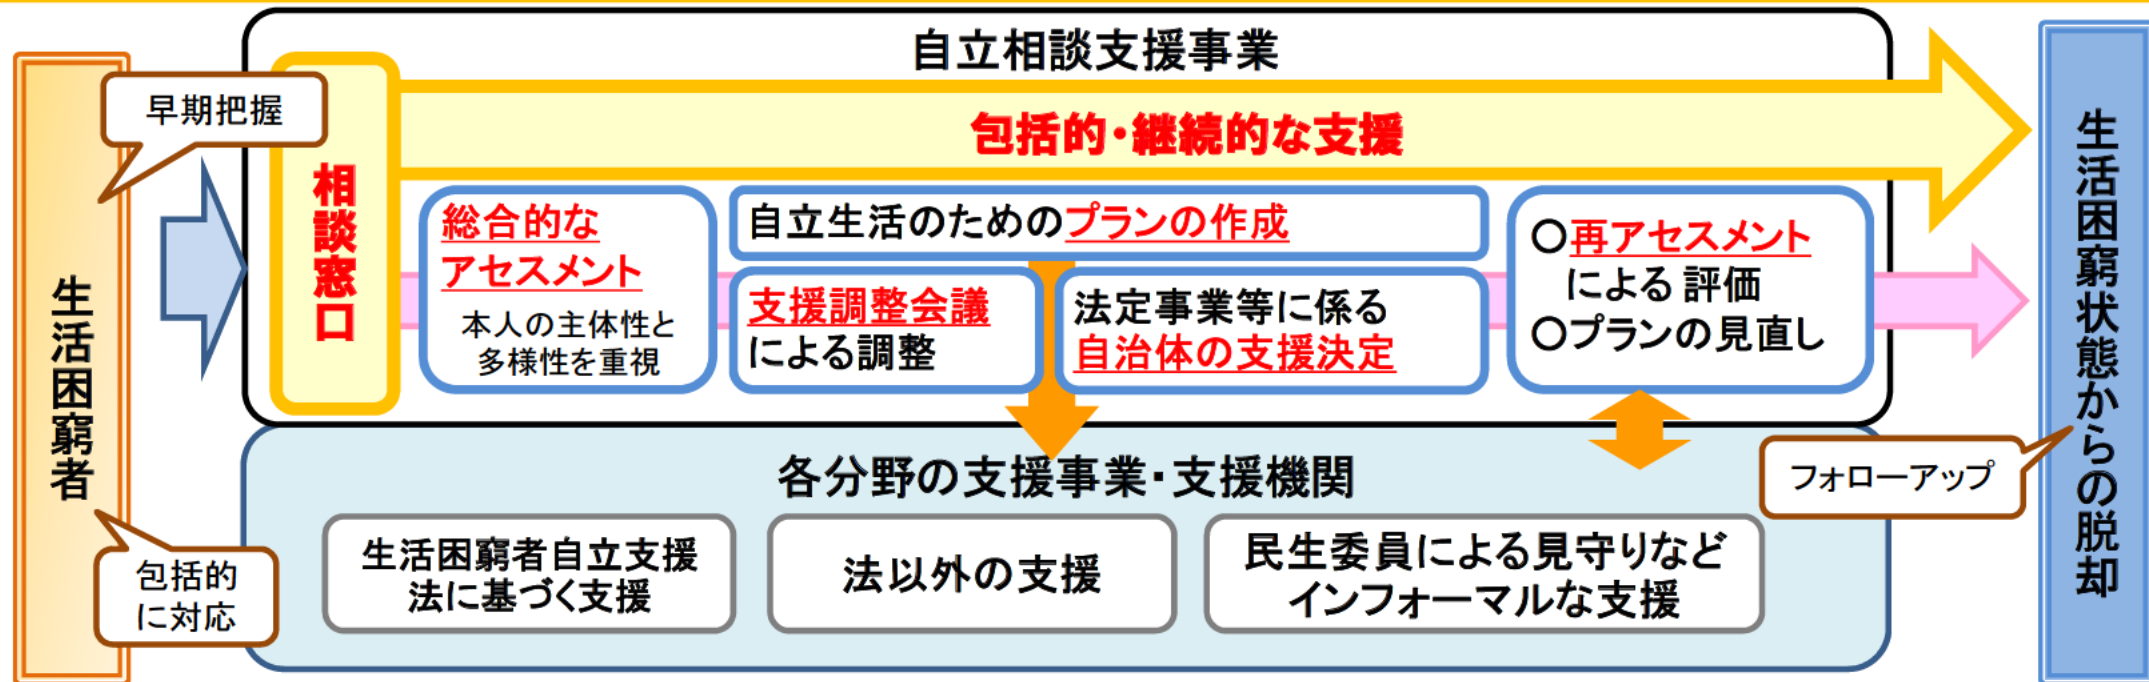 自立相談支援事業
早期把握
包括的・継続的な支援
生活困窮者
相談窓口
総合的な
アセスメント
本人の主体性と
多様性を重視
自立生活のためのプランの作成
支援調整会議
による調整
法定事業等に係る
自治体の支援決定
○再アセスメント
による 評価
○プランの見直し
生活困窮状態からの脱却
包括的
に対応
各分野の支援事業・支援機関
フォローアップ
生活困窮者自立支援
法に基づく支援
法以外の支援
民生委員による見守りなど
インフォーマルな支援